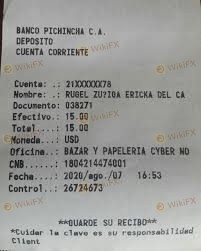 BANCO PICHINCHA C.A.
DEPOSITO
CUENTA CORRIENTE
Cuenta: .: 21XXXXXX78
Nombre: .: RUGEL ZU?IGA ERICKA DEL CA
Documento: 038271
Efectivo.: 15.00
Total....: 15.00
Moneda...: USD
Oficina..: BAZAR Y PAPELERIA CYBER NO
CNB......: 1804214474001
Fecha....: 2020/ago./07 16:53
Control..: 26724673
**GUARDE SU RECIBO**
*Cuidar la clave es su responsabilidad
Client
WikiFX